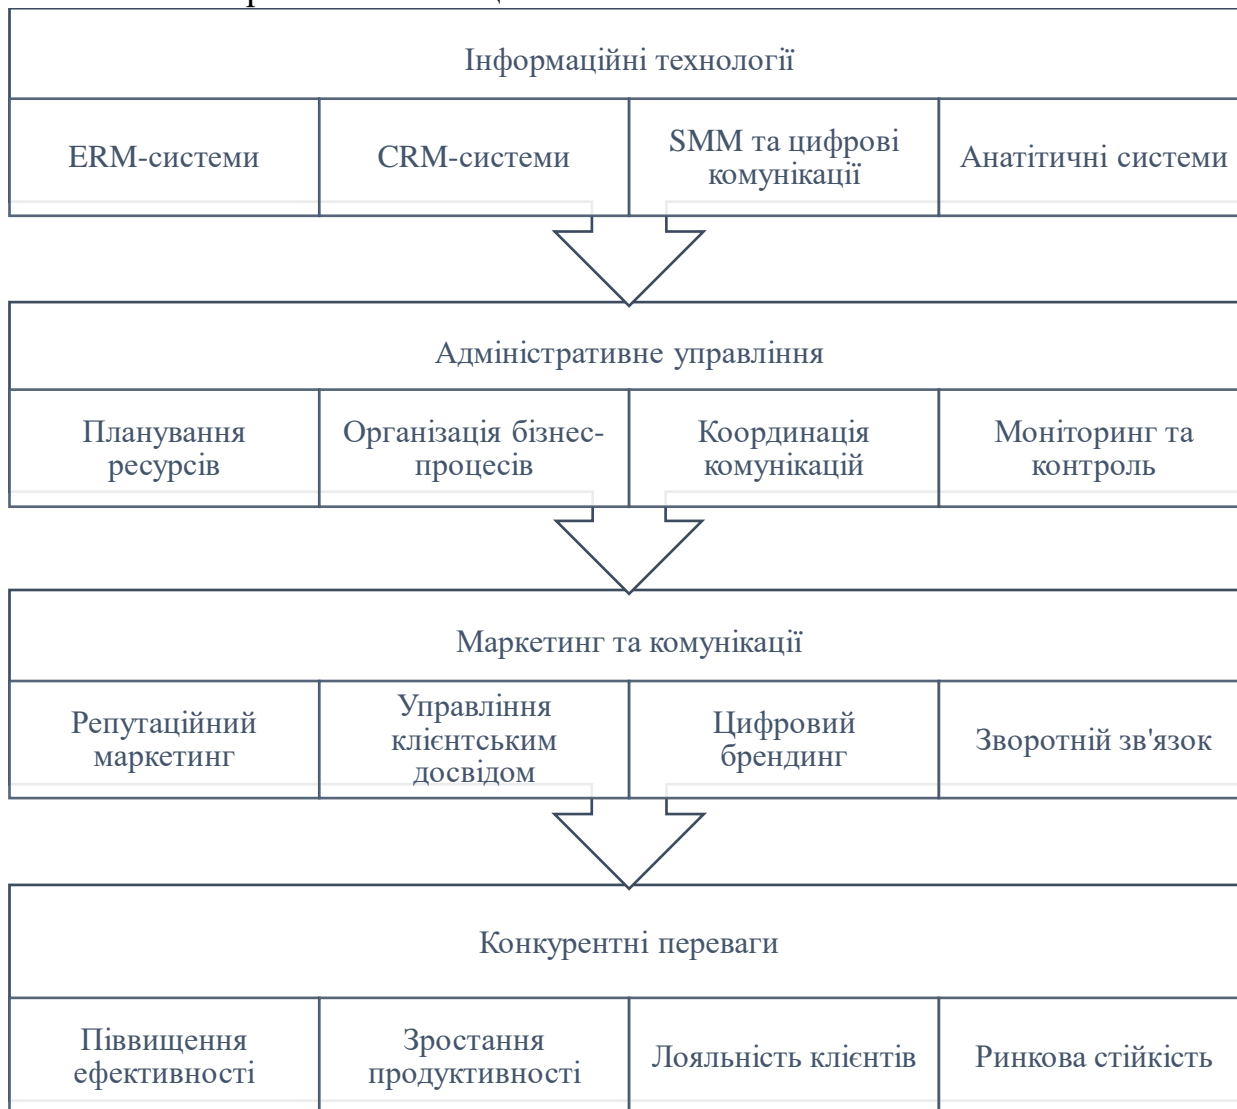 Інформаційні технології
ERM-системи
CRM-системи
SMM та цифрові
комунікації
Анатітичні системи
Адміністративне управління
Планування
ресурсів
Організація бізнес-
процесів
Координація
комунікацій
Моніторинг та
контроль
Маркетинг та комунікації
Репутаційний
маркетинг
Управління
клієнтським
досвідом
Цифровий
брендинг
Зворотній зв'язок
Конкурентні переваги
Піввищення
ефективності
Зростання
продуктивності
Лояльність клієнтів
Ринкова стійкість